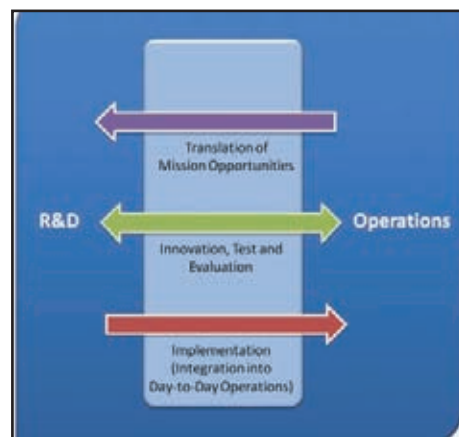 Translation of
Mission Opportunities
R&D
Operations
Innovation, Test and
Evaluation
Implementation
(Integration into
Day-to-Day Operations)